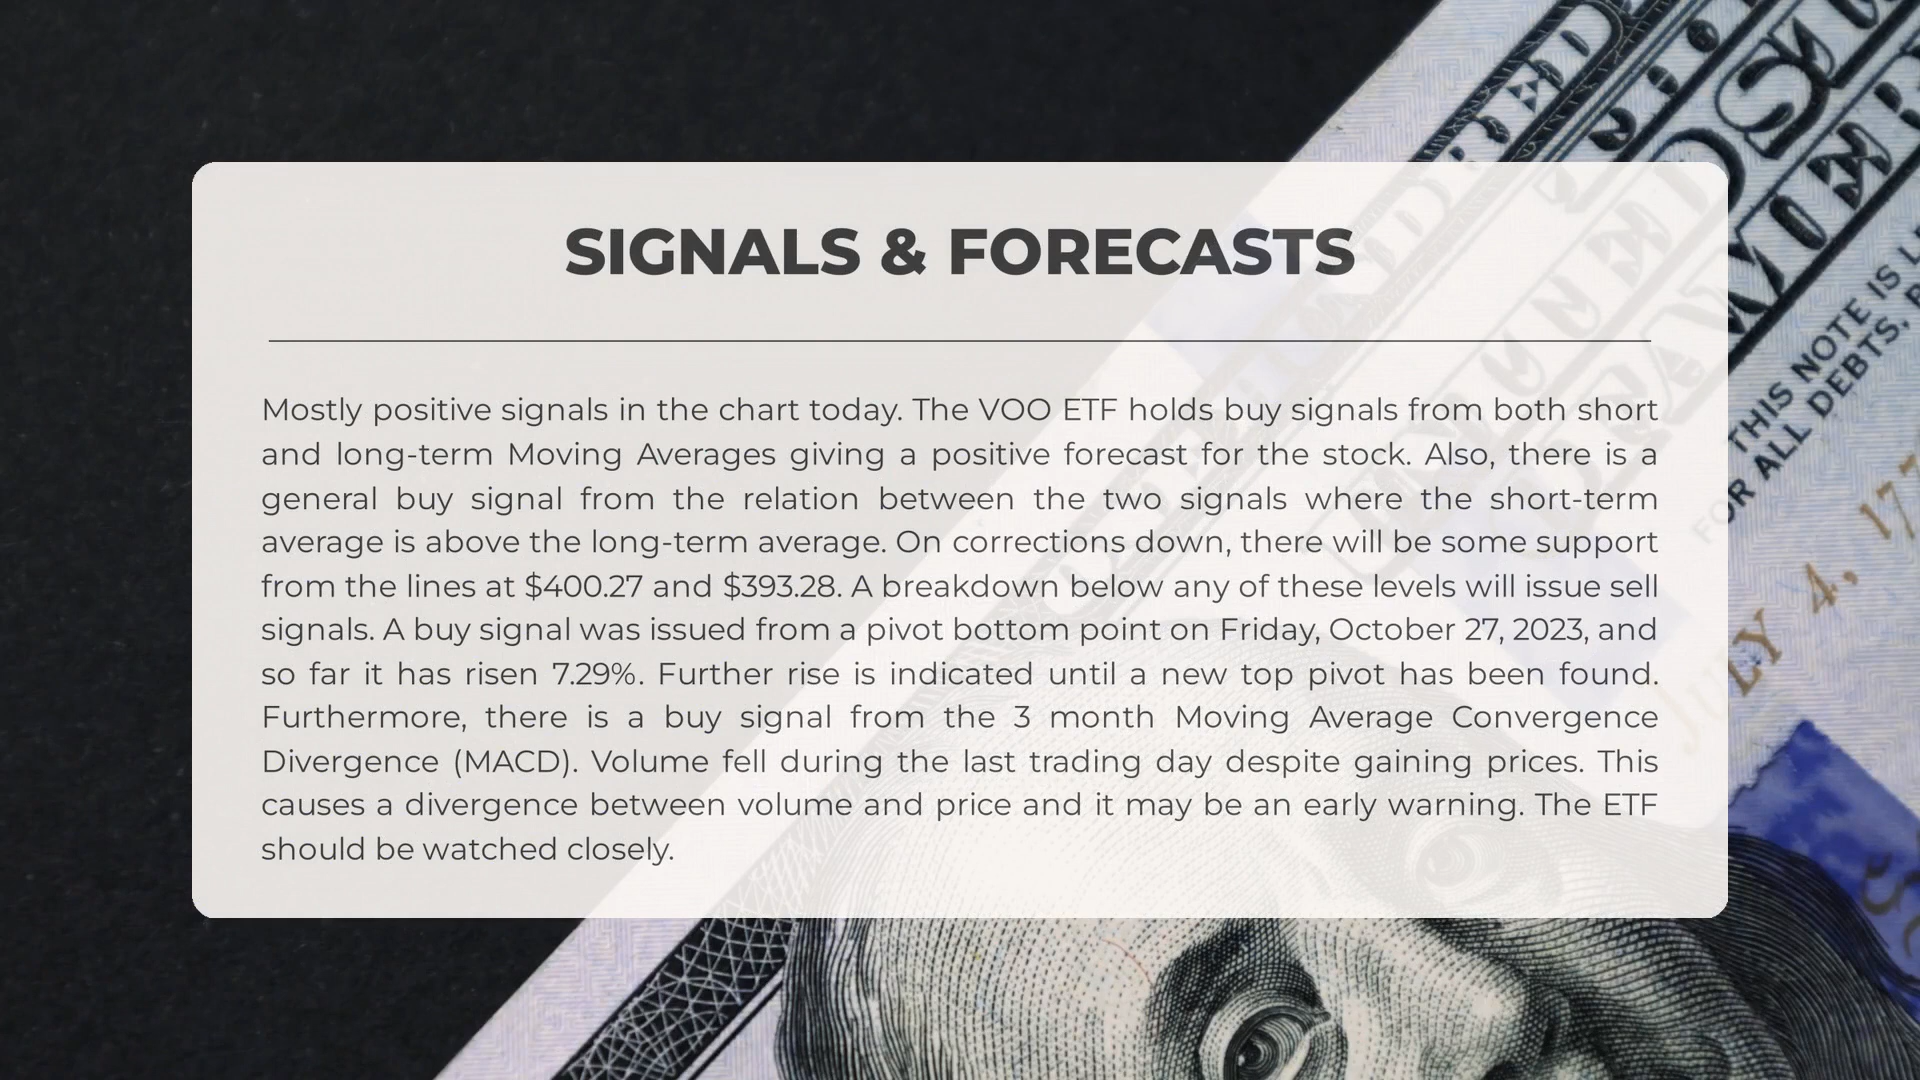 SIGNALS & FORECASTS
Mostly positive signals in the chart today. The VOO ETF holds buy signals from both short
and long-term Moving Averages giving a positive forecast for the stock. Also, there is a
general buy signal from the relation between the two signals where the short-term
average is above the long-term average. On corrections down, there will be some support
from the lines at $400.27 and $393.28. A breakdown below any of these levels will issue sell
signals. A buy signal was issued from a pivot bottom point on Friday, October 27, 2023, and
so far it has risen 7.29%. Further rise is indicated until a new top pivot has been found.
Furthermore, there is a buy signal from the 3 month Moving Average Convergence
Divergence (MACD). Volume fell during the last trading day despite gaining prices. This
causes a divergence between volume and price and it may be an early warning. The ETF
should be watched closely.
THIS NOTE IS
FOR ALL DEBTS,
JULY 4, 177